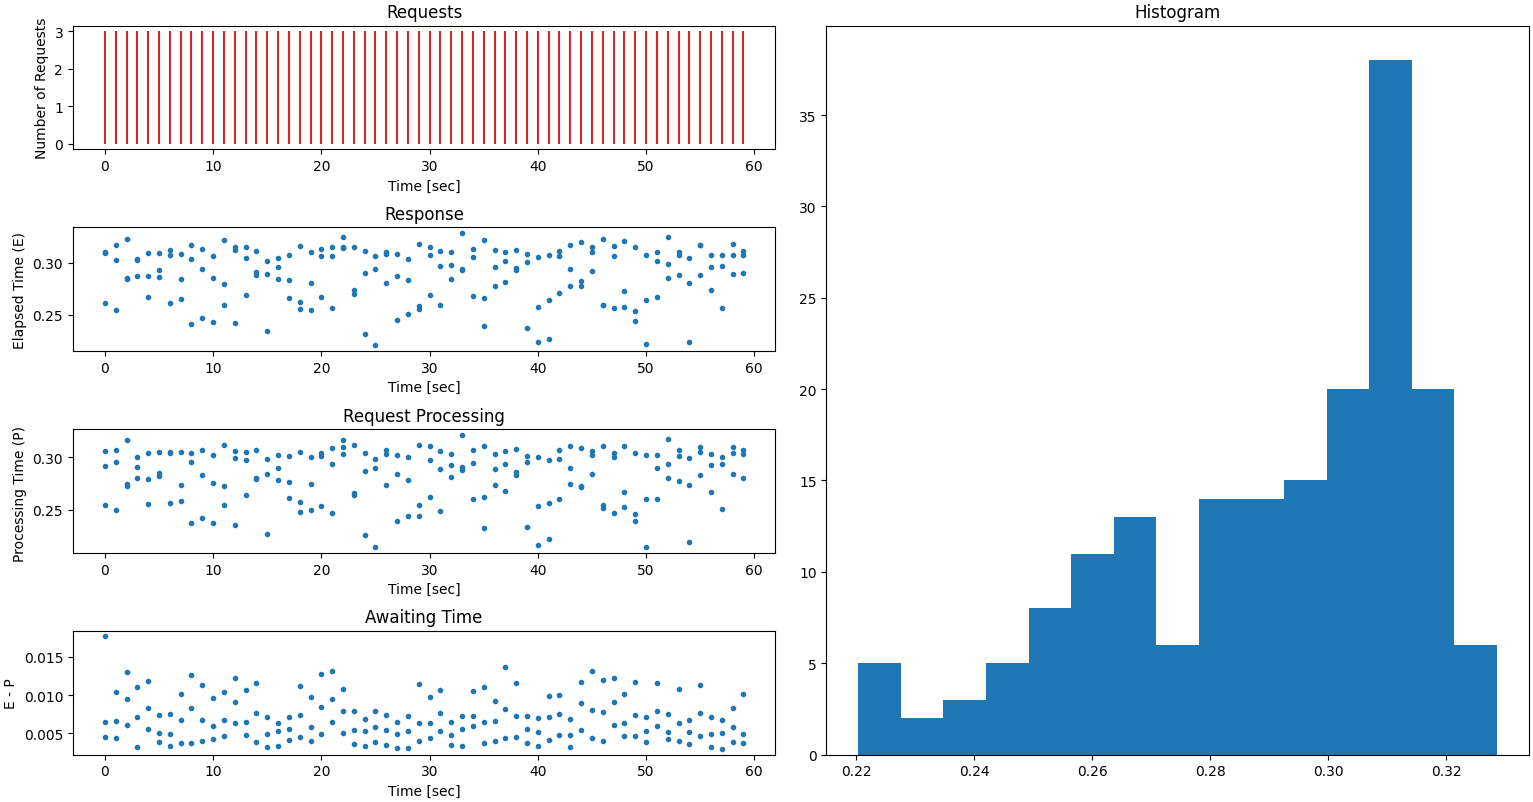 Requests
Number of Requests
3
2
1
0
0 10 20 30 40 50 60
Time [sec]
Response
Elapsed Time (E)
0.30
0.25
0 10 20 30 40 50 60
Time [sec]
Request Processing
Processing Time (P)
0.30
0.25
0 10 20 30 40 50 60
Time [sec]
Awaiting Time
E - P
0.015
0.010
0.005
0 10 20 30 40 50 60
Time [sec]
Histogram
35
30
25
20
15
10
5
0
0.22 0.24 0.26 0.28 0.30 0.32